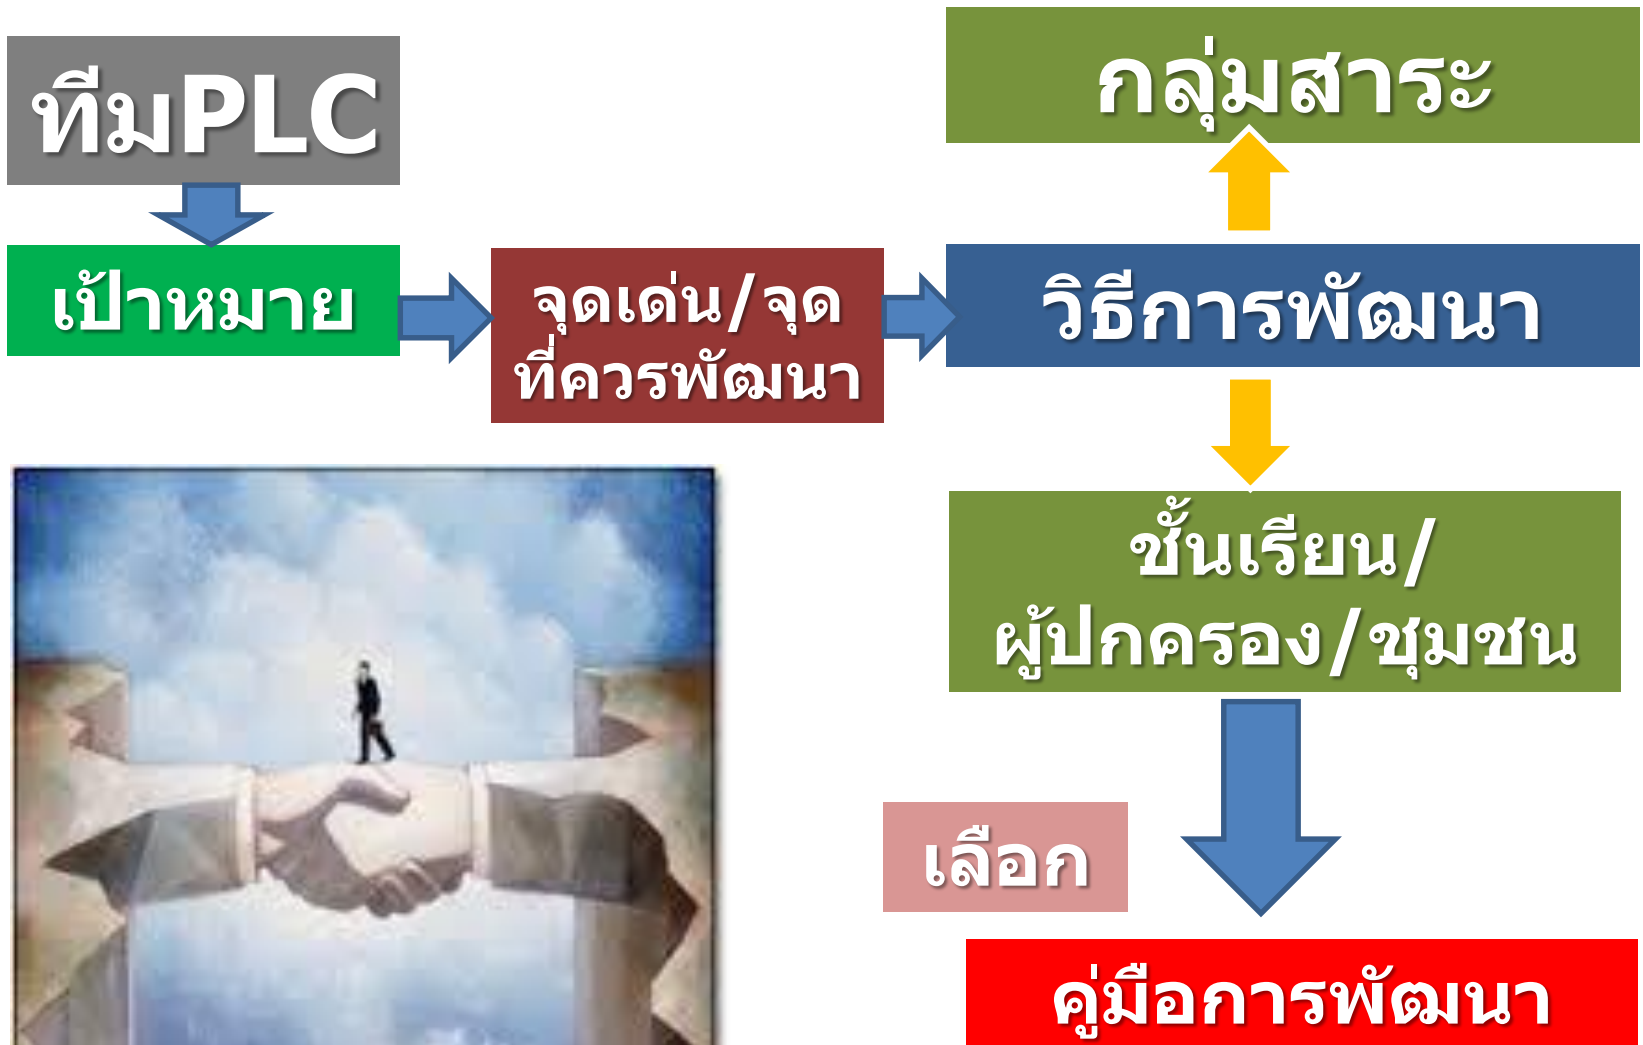 ทีมPLC
กลุ่มสาระ
เป้าหมาย
จุดเด่น/จุด
ที่ควรพัฒนา
วิธีการพัฒนา
ชั้นเรียน/
ผู้ปกครอง/ชุมชน
เลือก
คู่มือการพัฒนา